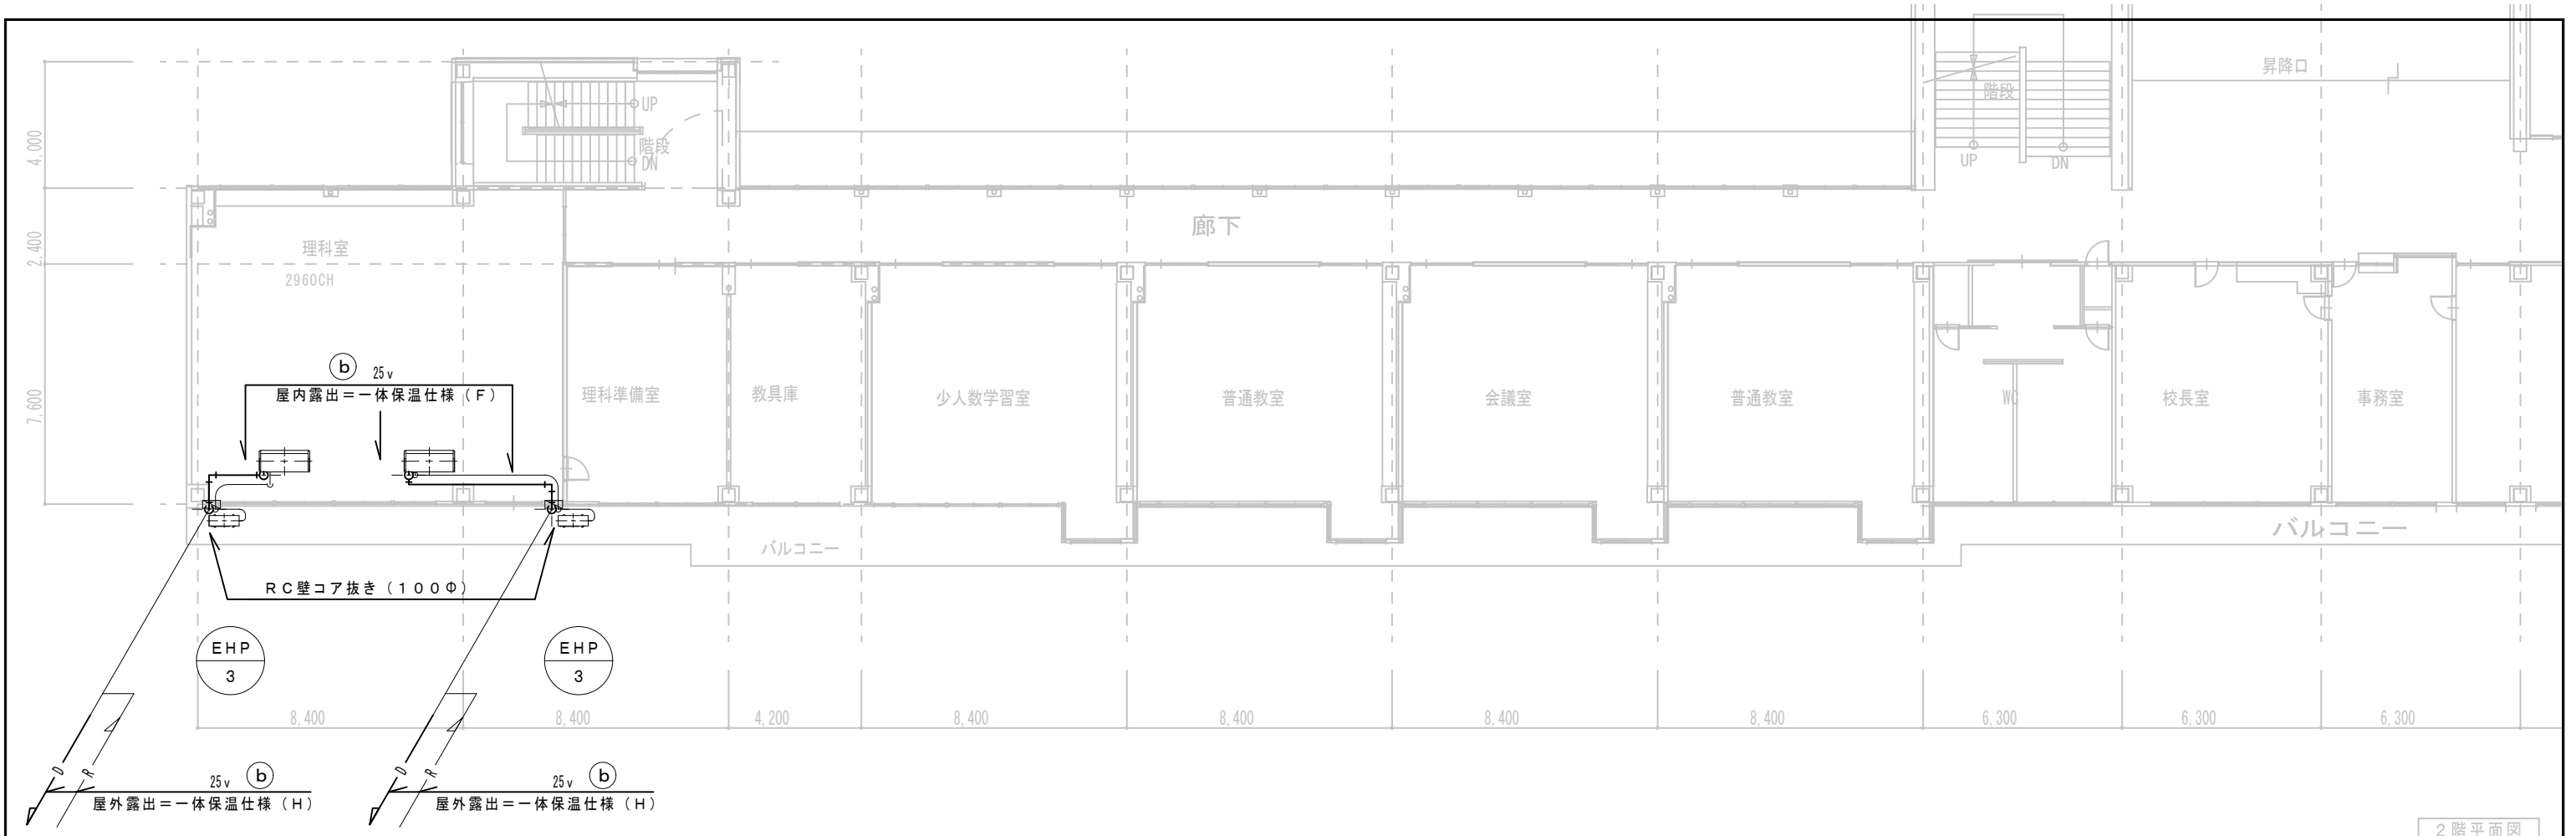 昇降口
階段
UP
DN
UP
階段
DN
4,000
2,400
7,600
廊下
理科室
2960CH
ⓑ 25v
屋内露出=一体保温仕様(F)
理科準備室
教具庫
少人数学習室
普通教室
会議室
普通教室
WC
校長室
事務室
バルコニー
バルコニー
RC壁コア抜き(100Φ)
EHP
3
EHP
3
8,400
8,400
4,200
8,400
8,400
8,400
8,400
6,300
6,300
6,300
D
R
25v ⓑ
屋外露出=一体保温仕様(H)
D
R
25v ⓑ
屋外露出=一体保温仕様(H)
2階平面図